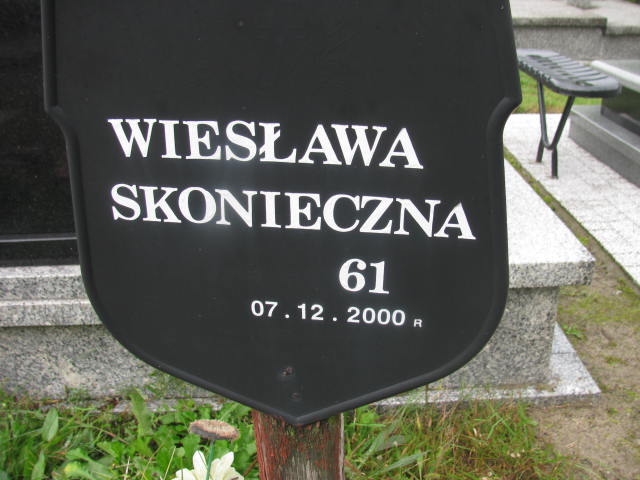 WIESŁAWA
SKONIECZNA
61
07.12.2000 R